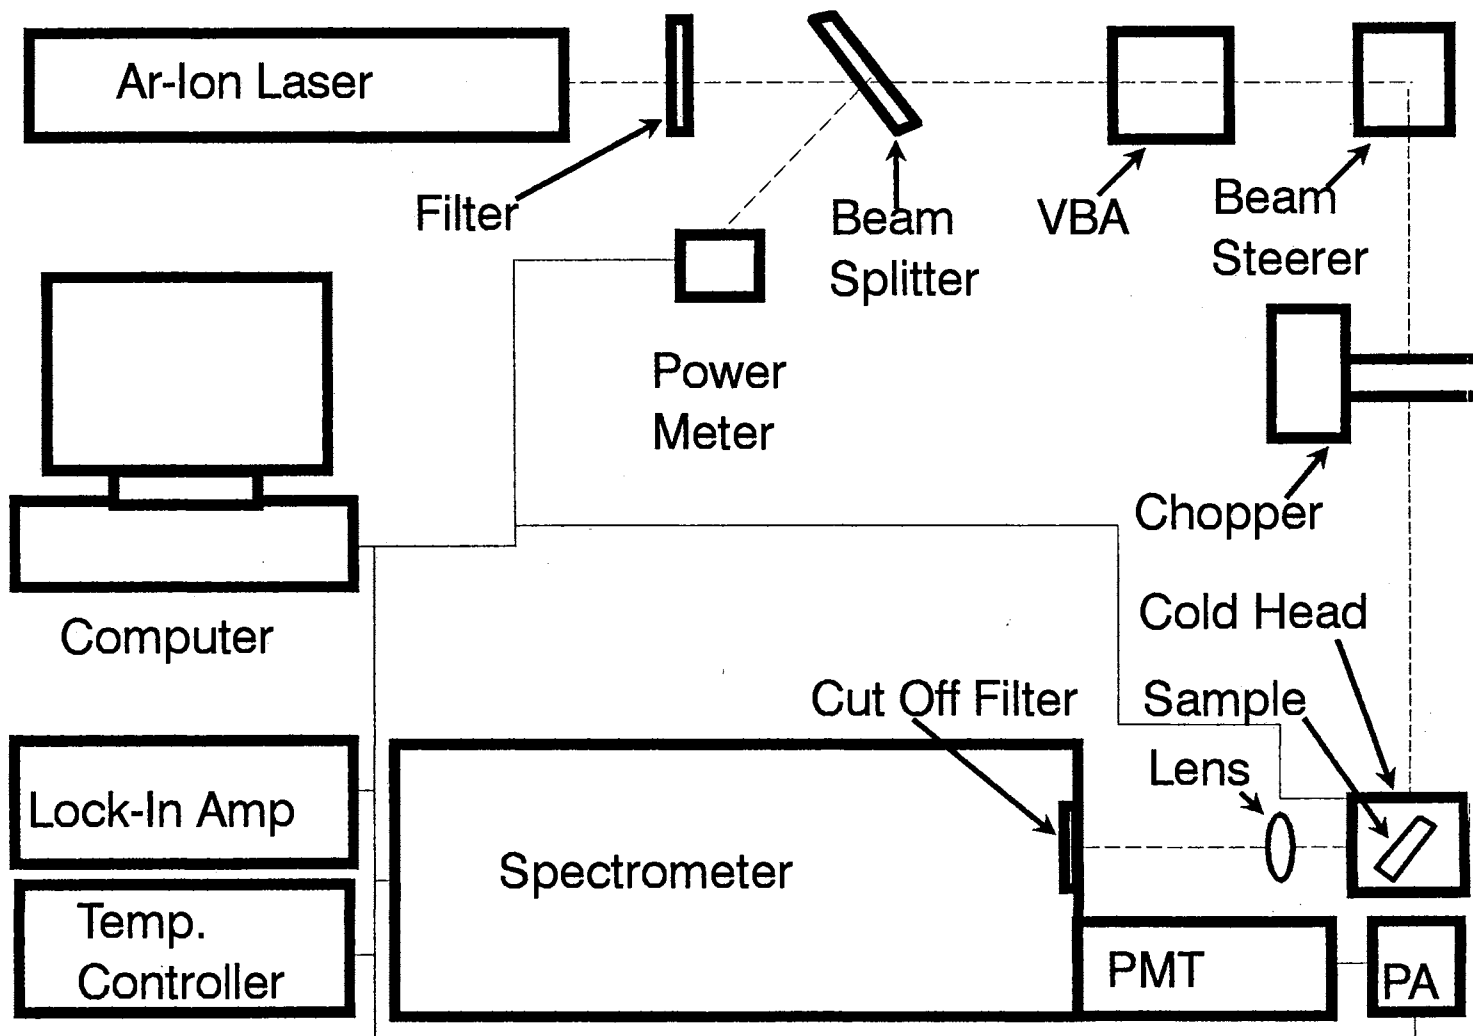 Ar-Ion Laser
Filter
Beam
Splitter
VBA
Beam
Steerer
Power
Meter
Chopper
Computer
Cold Head
Cut Off Filter
Sample
Lens
Lock-In Amp
Spectrometer
Temp.
Controller
PMT
PA